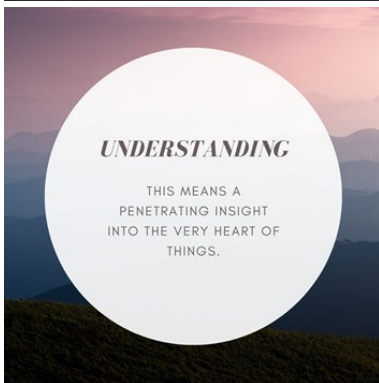 UNDERSTANDING
THIS MEANS A
PENETRATING INSIGHT
INTO THE VERY HEART OF
THINGS.